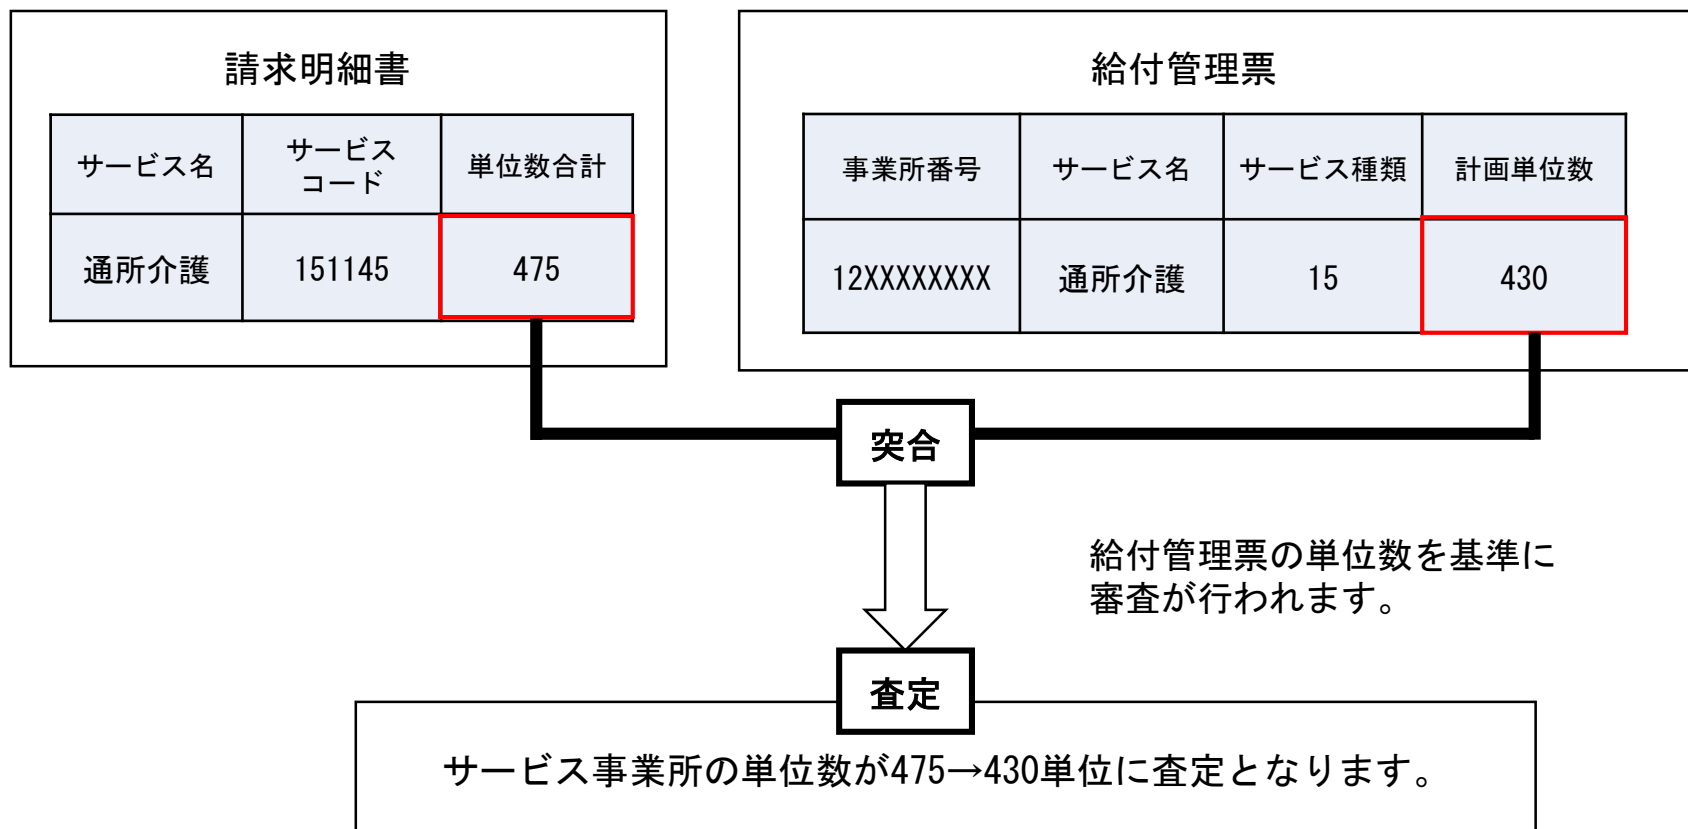 請求明細書
サービス名
サービス
コード
単位数合計
通所介護
151145
475
給付管理票
事業所番号
サービス名
サービス種類
計画単位数
12XXXXXXXX
通所介護
15
430
突合
給付管理票の単位数を基準に
審査が行われます。
査定
サービス事業所の単位数が475→430単位に査定となります。